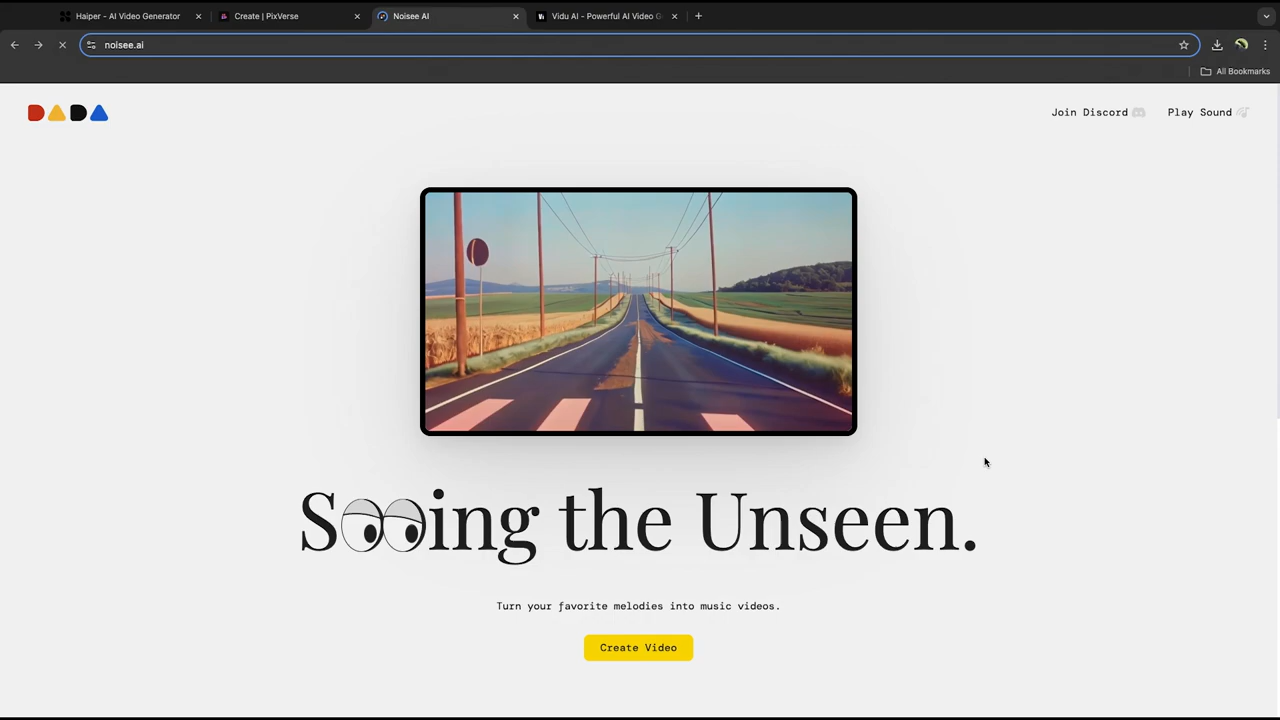 Haiper - AI Video Generator
Create | PixVerse
Noisee AI
Vidu AI - Powerful AI Video G
noisee.ai
All Bookmarks
DADA
Join Discord
Play Sound
Seeing the Unseen.
Turn your favorite melodies into music videos.
Create Video